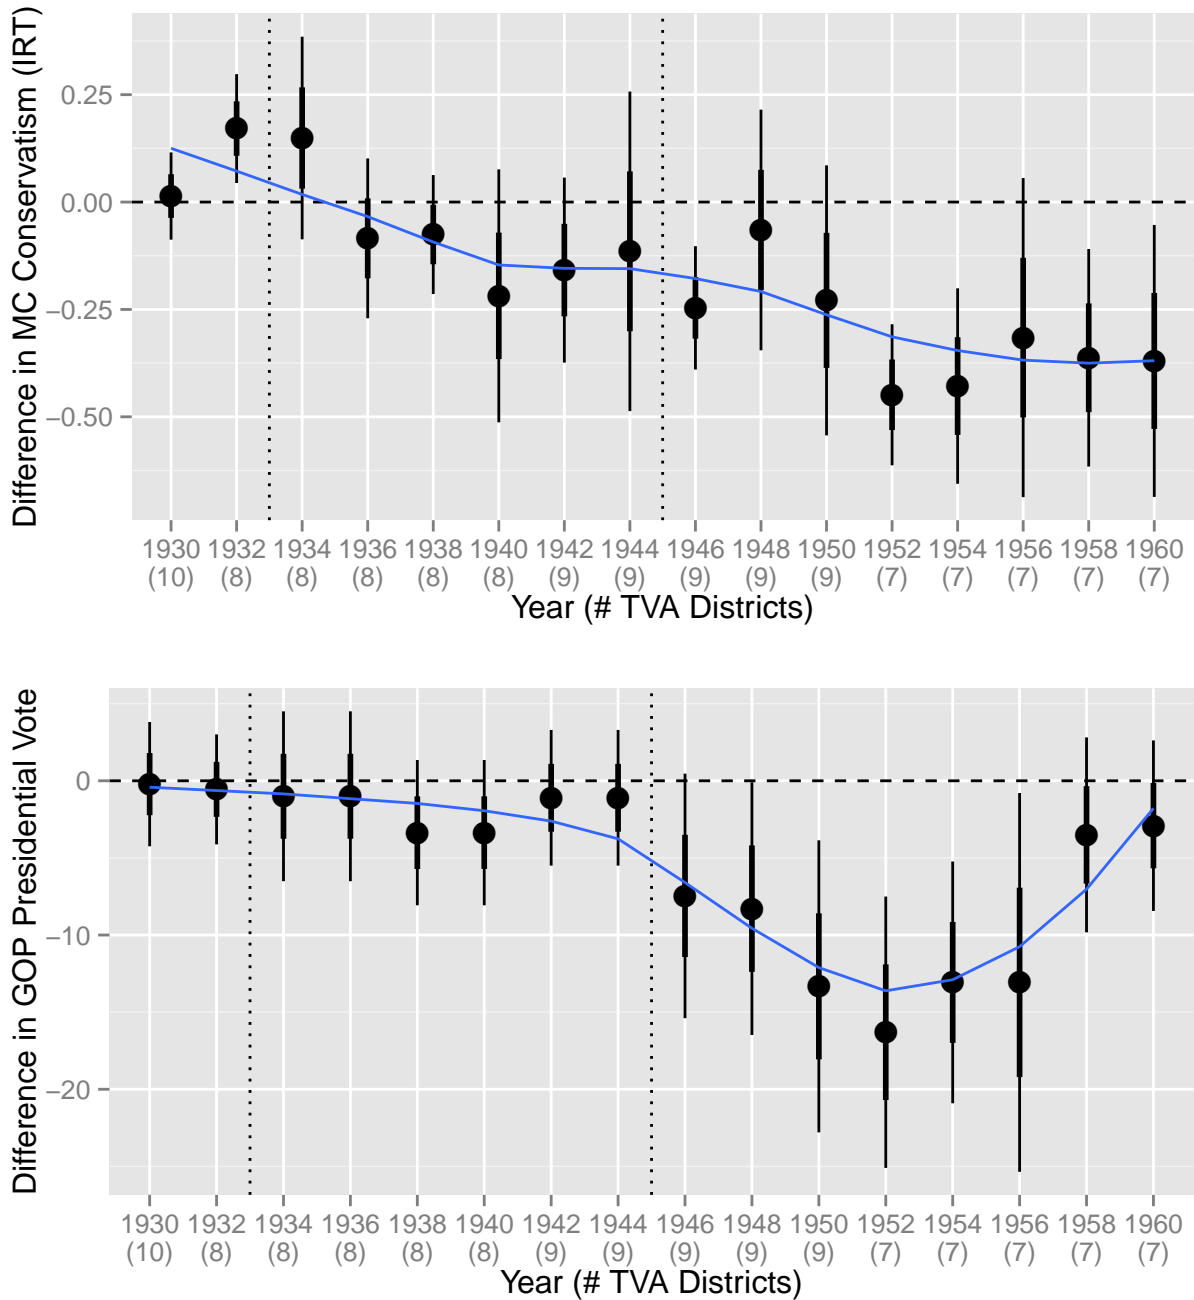 Difference in MC Conservatism (IRT)
0.25
0.00
−0.25
−0.50
1930 1932 1934 1936 1938 1940 1942 1944 1946 1948 1950 1952 1954 1956 1958 1960
(10) (8) (8) (8) (8) (8) (9) (9) (9) (9) (9) (7) (7) (7) (7) (7)
Year (# TVA Districts)
Difference in GOP Presidential Vote
0
−10
−20
1930 1932 1934 1936 1938 1940 1942 1944 1946 1948 1950 1952 1954 1956 1958 1960
(10) (8) (8) (8) (8) (8) (9) (9) (9) (9) (9) (7) (7) (7) (7) (7)
Year (# TVA Districts)